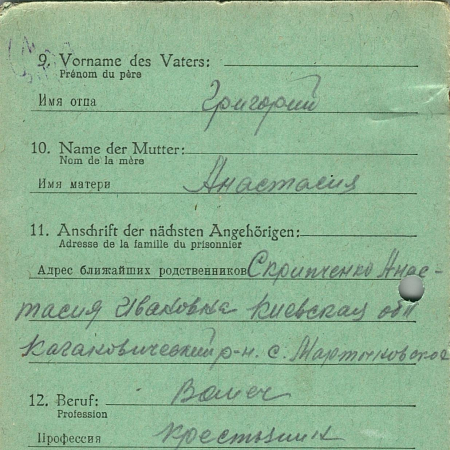 9. Vorname des Vaters:
Prénom du père
Имя отца
Григорий
10. Name der Mutter:
Nom de la mère
Имя матери
Анастасия
11. Anschrift der nächsten Angehörigen:
Adresse de la famille du prisonnier
Адрес ближайших родственников Скрипченко Анас-
тасия Ивановна Киевская обл
Кагановический р-н. с. Мартыновское
12. Beruf:
Profession
Профессия Крестьянин